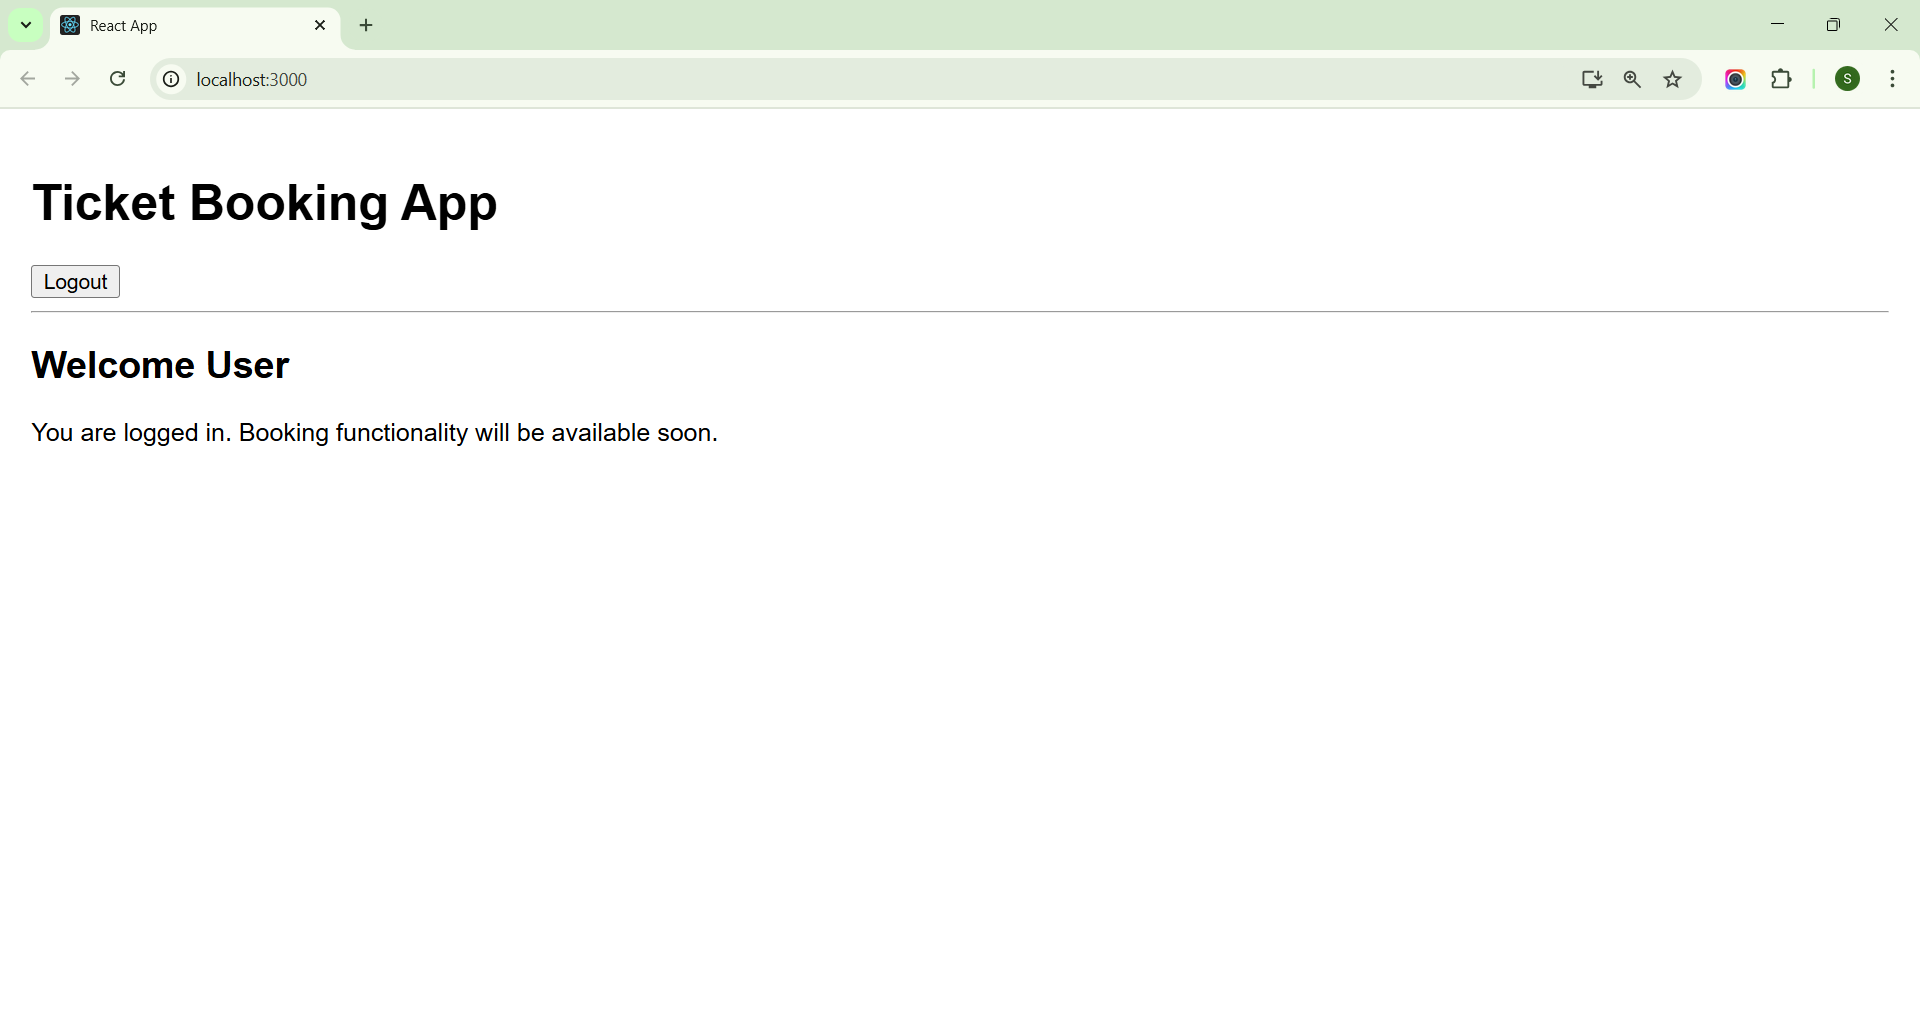 React App
localhost:3000
S
Ticket Booking App
Logout
Welcome User
You are logged in. Booking functionality will be available soon.